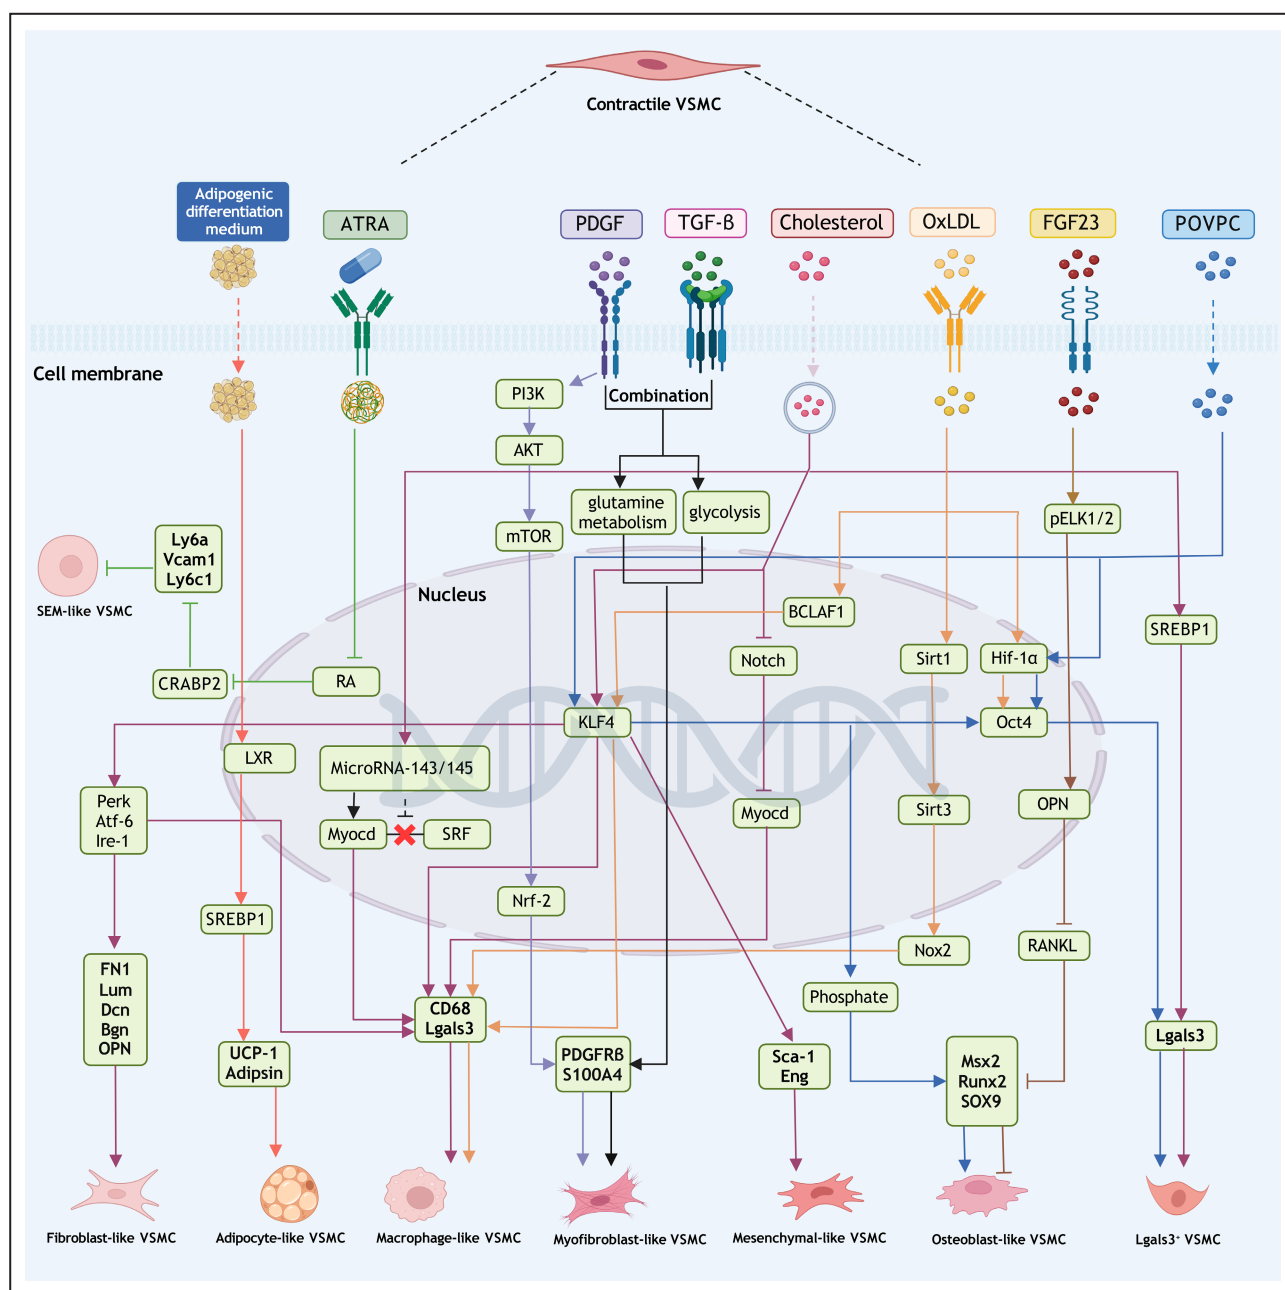 Contractile VSMC
Adipogenic
differentiation
medium
ATRA
PDGF
TGF-β
Cholesterol
OxLDL
FGF23
POVPC
Cell membrane
PI3K
Combination
AKT
glutamine
metabolism
glycolysis
mTOR
pELK1/2
Ly6a
Vcam1
Ly6c1
SEM-like VSMC
Nucleus
BCLAF1
SREBP1
Notch
Sirt1
Hif-1α
CRABP2
RA
KLF4
Oct4
LXR
MicroRNA-143/145
Perk
Atf-6
Ire-1
Myocd
SRF
Myocd
Sirt3
OPN
Nrf-2
SREBP1
Nox2
RANKL
FN1
Lum
Dcn
Bgn
OPN
Phosphate
CD68
Lgals3
Lgals3
UCP-1
Adipsin
PDGFRβ
S100A4
Sca-1
Eng
Msx2
Runx2
SOX9
Fibroblast-like VSMC
Adipocyte-like VSMC
Macrophage-like VSMC
Myofibroblast-like VSMC
Mesenchymal-like VSMC
Osteoblast-like VSMC
Lgals3⁺ VSMC